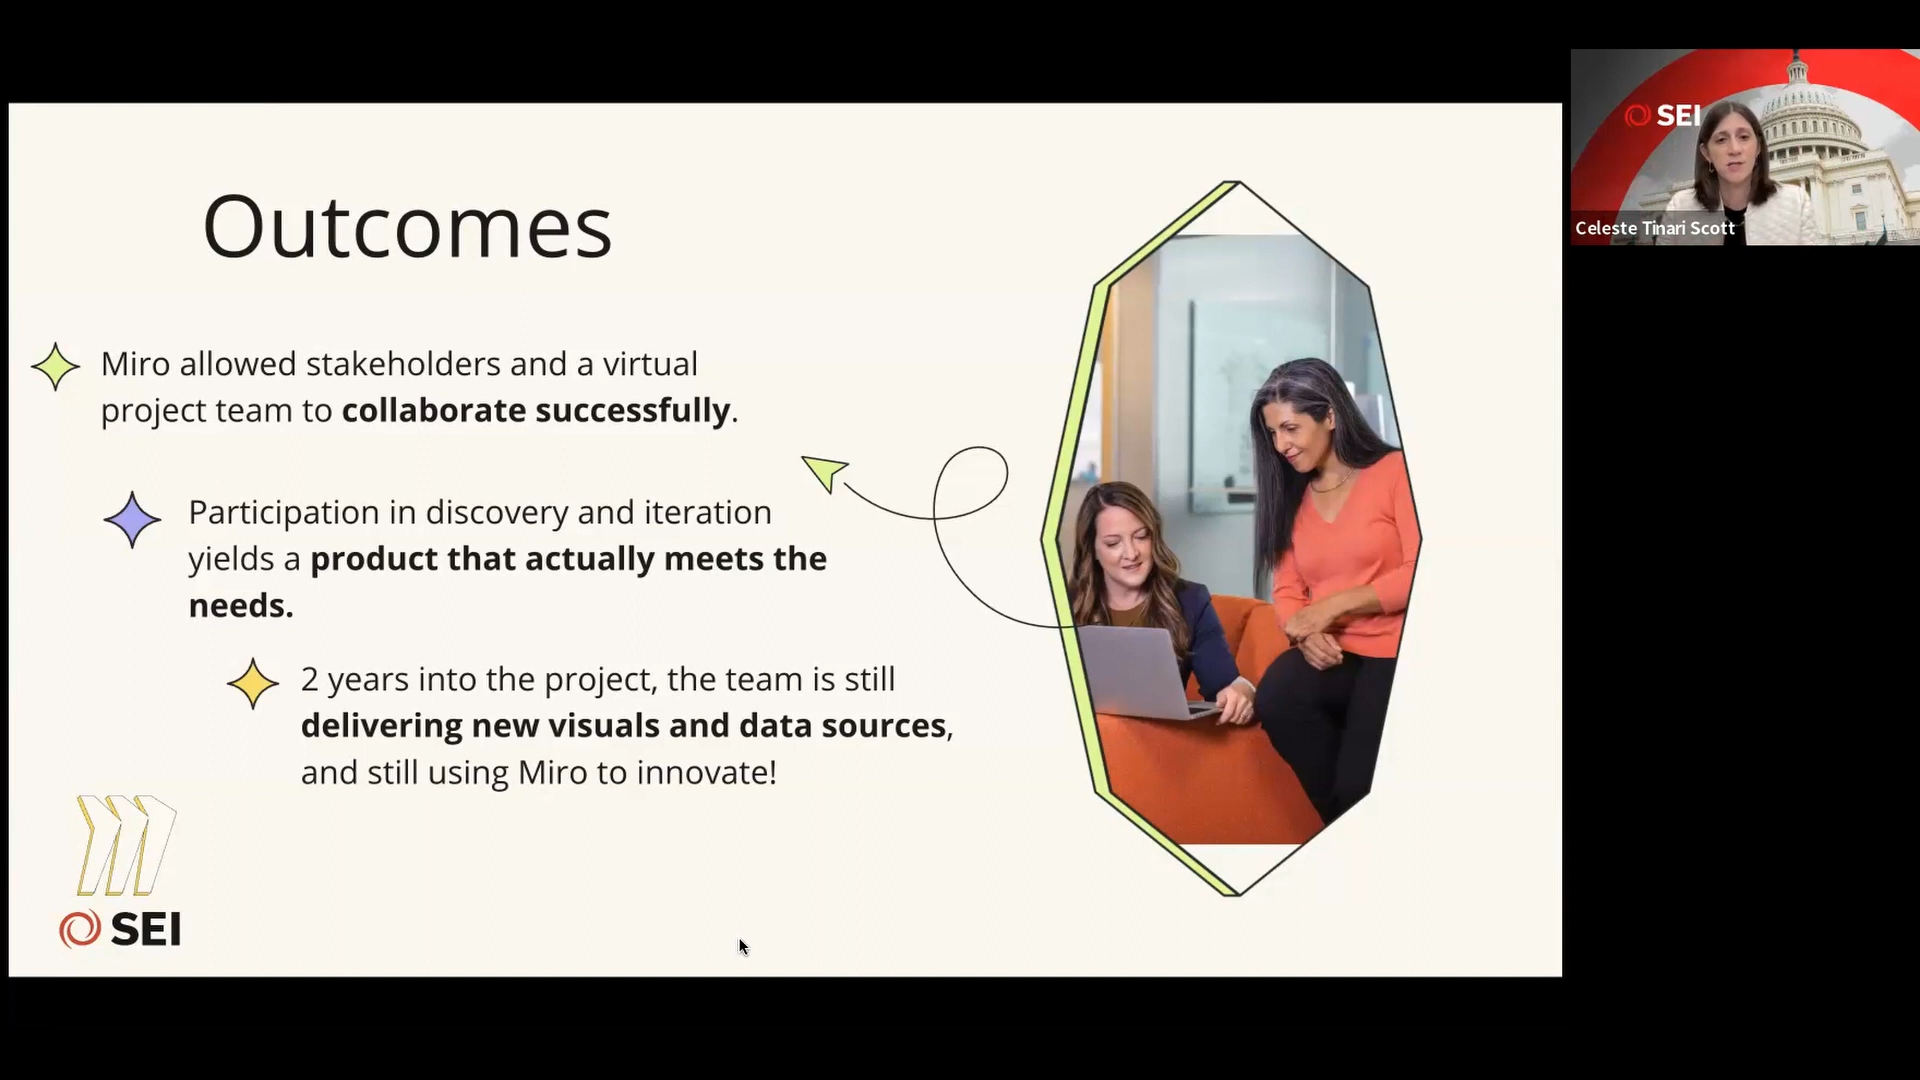 Outcomes
Miro allowed stakeholders and a virtual
project team to collaborate successfully.
Participation in discovery and iteration
yields a product that actually meets the
needs.
2 years into the project, the team is still
delivering new visuals and data sources,
and still using Miro to innovate!
SEI
SEI
Celeste Tinari Scott